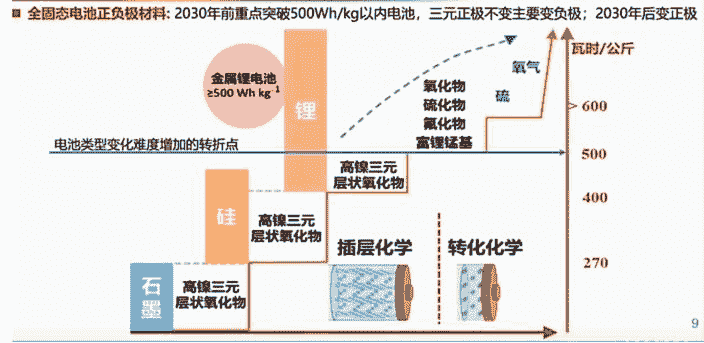 全固态电池正负极材料: 2030年前重点突破500Wh/kg以内电池，三元正极不变主要变负极；2030年后变正极
瓦时/公斤
金属锂电池
≥500 Wh kg-1
锂
氧化物
硫化物
氟化物
富锂锰基
硫
氧气
600
电池类型变化难度增加的转折点
500
高镍三元
层状氧化物
400
硅
高镍三元
层状氧化物
插层化学
转化化学
270
石墨
高镍三元
层状氧化物
9